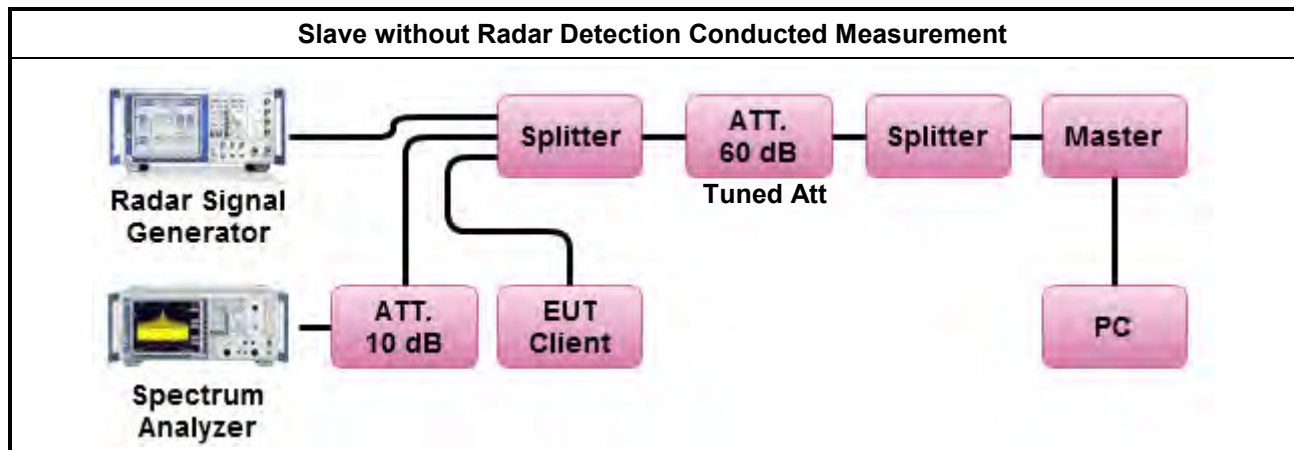 Slave without Radar Detection Conducted Measurement
Radar Signal
Generator
Splitter
ATT.
60 dB
Tuned Att
Splitter
Master
Spectrum
Analyzer
ATT.
10 dB
EUT
Client
PC